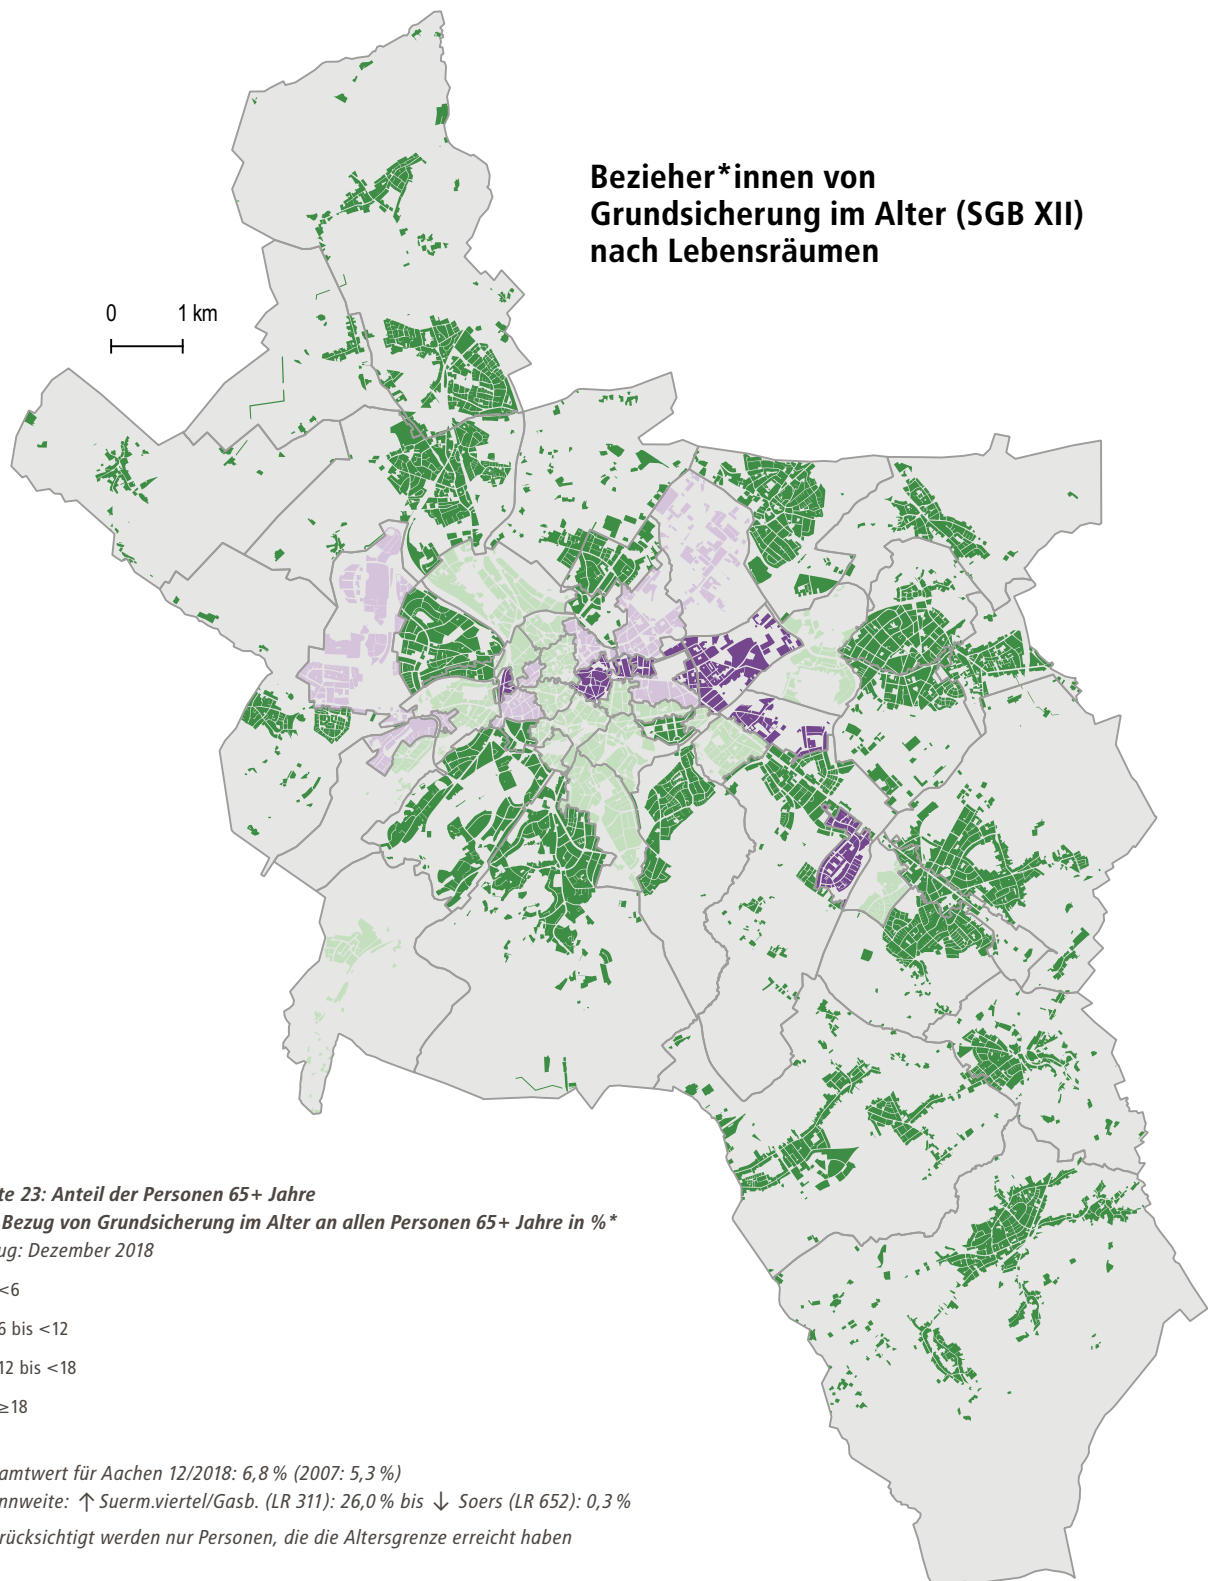 Bezieher*innen von
Grundsicherung im Alter (SGB XII)
nach Lebensräumen
0 1 km
te 23: Anteil der Personen 65+ Jahre
Bezug von Grundsicherung im Alter an allen Personen 65+ Jahre in %*
ug: Dezember 2018
<6
6 bis <12
12 bis <18
≥18
amtwert für Aachen 12/2018: 6,8 % (2007: 5,3 %)
nnweite: ↑ Suerm.viertel/Gasb. (LR 311): 26,0 % bis ↓ Soers (LR 652): 0,3 %
rücksichtigt werden nur Personen, die die Altersgrenze erreicht haben